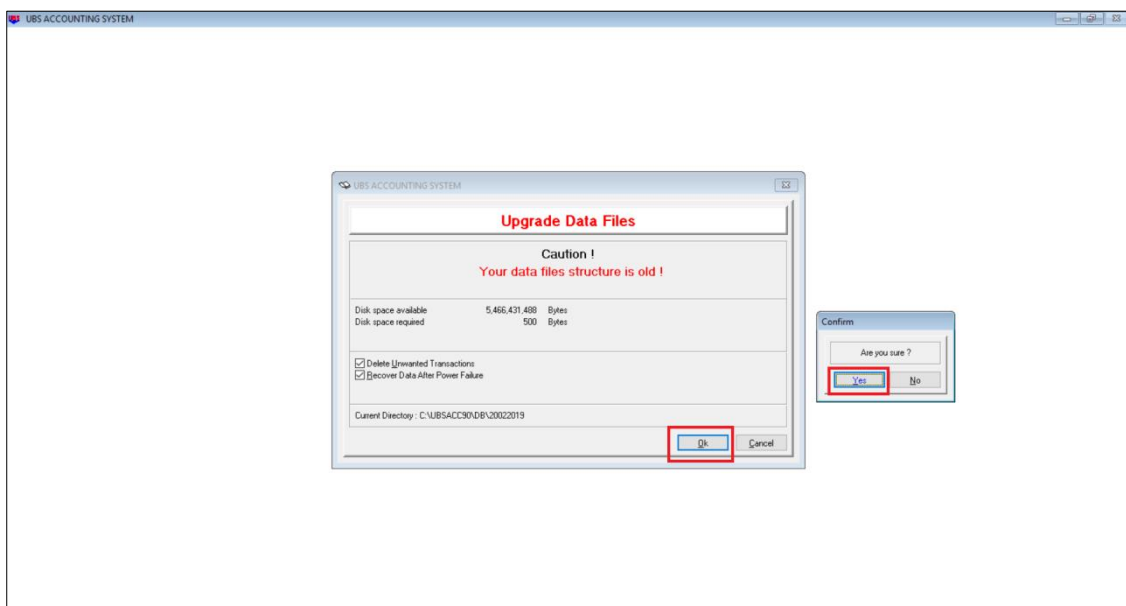 UBS ACCOUNTING SYSTEM
UBS ACCOUNTING SYSTEM
Upgrade Data Files
Caution !
Your data files structure is old !
Disk space available 5,466,431,488 Bytes
Disk space required 500 Bytes
Delete Unwanted Transactions
Recover Data After Power Failure
Current Directory : C:\UBSACC90\DB\20022019
Ok Cancel
Confirm
Are you sure ?
Yes No